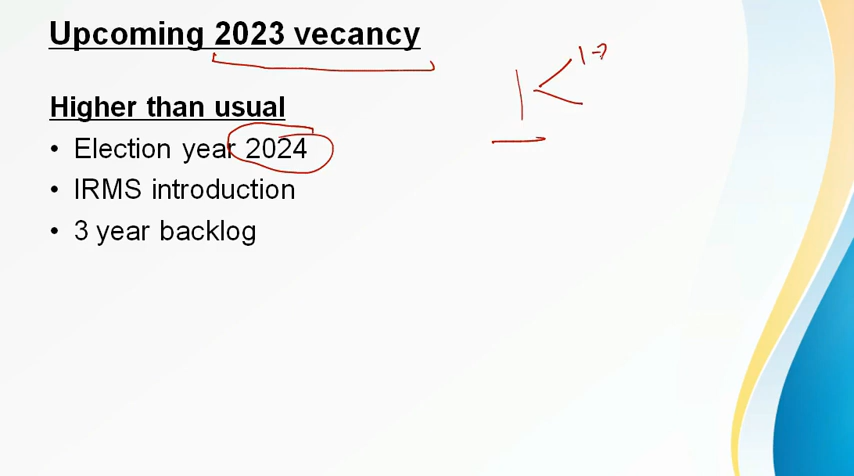 Upcoming 2023 vecancy
Higher than usual
• Election year 2024
• IRMS introduction
• 3 year backlog